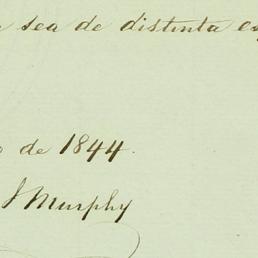 sea de distinta
de 1844.
J Murphy